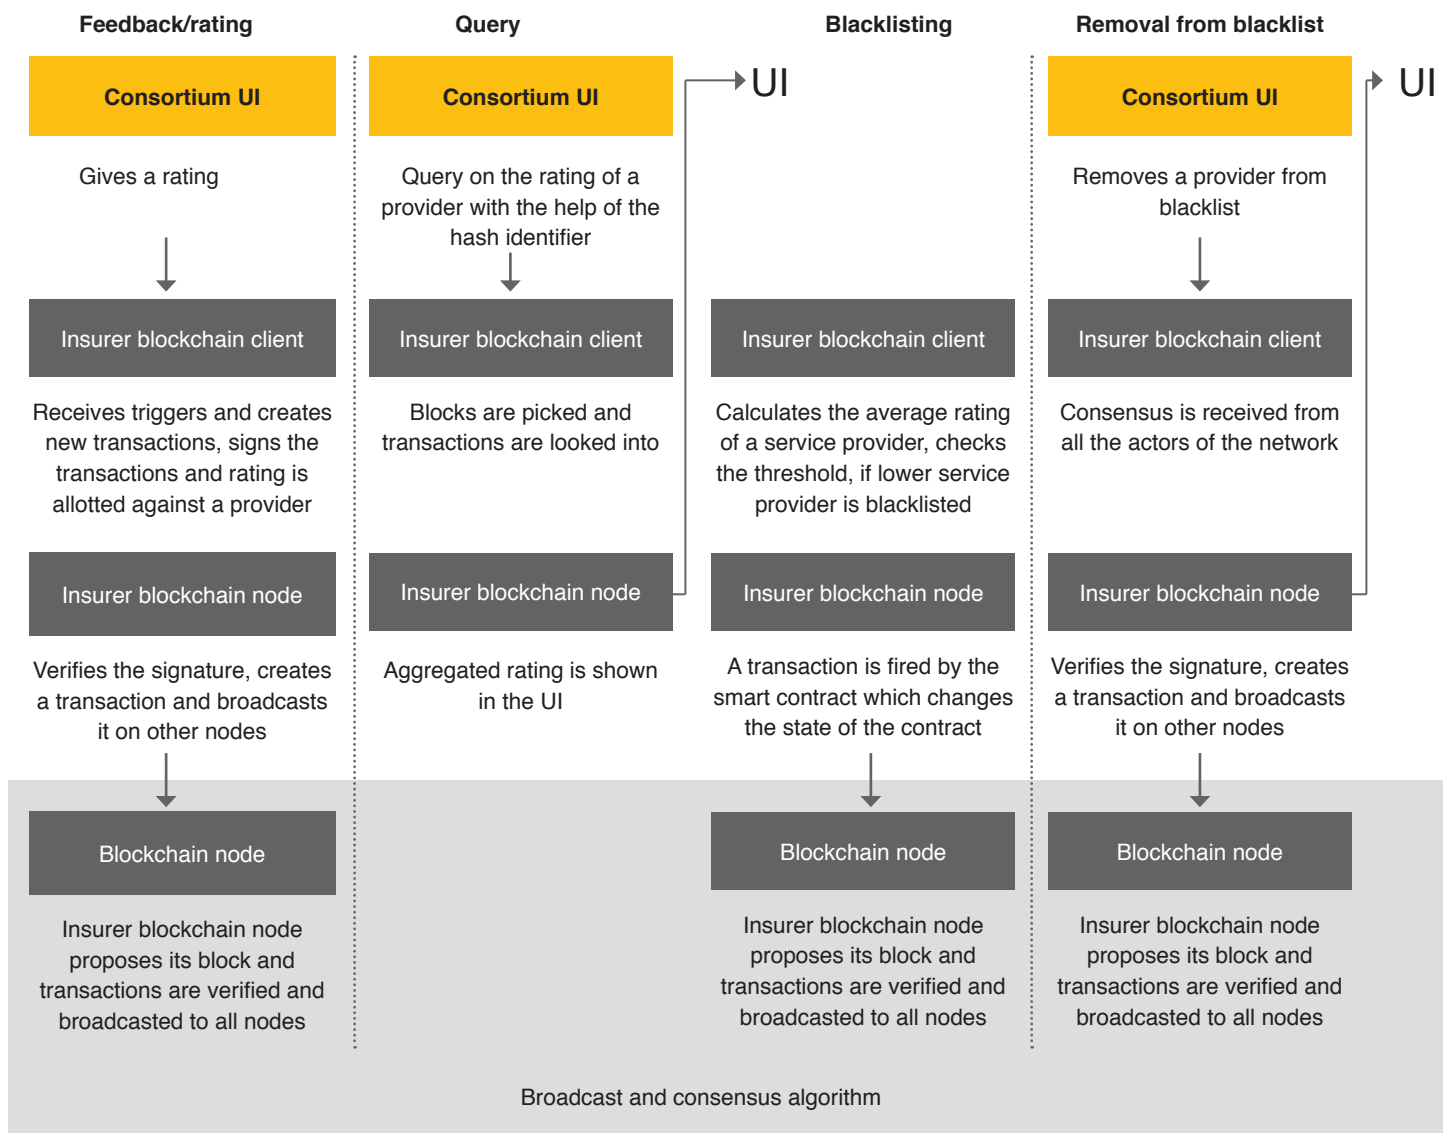 Feedback/rating
Consortium UI
Gives a rating
Insurer blockchain client
Receives triggers and creates
new transactions, signs the
transactions and rating is
allotted against a provider
Insurer blockchain node
Verifies the signature, creates
a transaction and broadcasts
it on other nodes
Blockchain node
Insurer blockchain node
proposes its block and
transactions are verified and
broadcasted to all nodes
Query
Consortium UI
Query on the rating of a
provider with the help of the
hash identifier
Insurer blockchain client
Blocks are picked and
transactions are looked into
Insurer blockchain node
Aggregated rating is shown
in the UI
UI
Blacklisting
Insurer blockchain client
Calculates the average rating
of a service provider, checks
the threshold, if lower service
provider is blacklisted
Insurer blockchain node
A transaction is fired by the
smart contract which changes
the state of the contract
Blockchain node
Insurer blockchain node
proposes its block and
transactions are verified and
broadcasted to all nodes
Removal from blacklist
Consortium UI
Removes a provider from
blacklist
Insurer blockchain client
Consensus is received from
all the actors of the network
Insurer blockchain node
Verifies the signature, creates
a transaction and broadcasts
it on other nodes
Blockchain node
Insurer blockchain node
proposes its block and
transactions are verified and
broadcasted to all nodes
UI
Broadcast and consensus algorithm